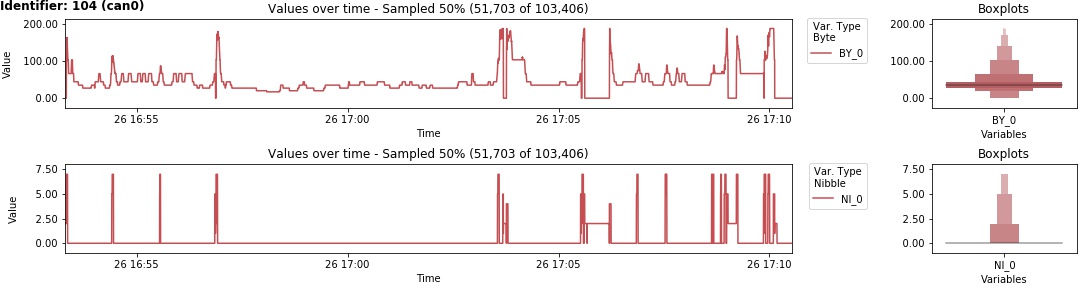 Identifier: 104 (can0)
Values over time - Sampled 50% (51,703 of 103,406)
Value
200.00
100.00
0.00
26 16:55
26 17:00
26 17:05
26 17:10
Time
Var. Type
Byte
BY_0
Boxplots
200.00
100.00
0.00
BY_0
Variables
Values over time - Sampled 50% (51,703 of 103,406)
Value
7.50
5.00
2.50
0.00
26 16:55
26 17:00
26 17:05
26 17:10
Time
Var. Type
Nibble
NI_0
Boxplots
7.50
5.00
2.50
0.00
NI_0
Variables